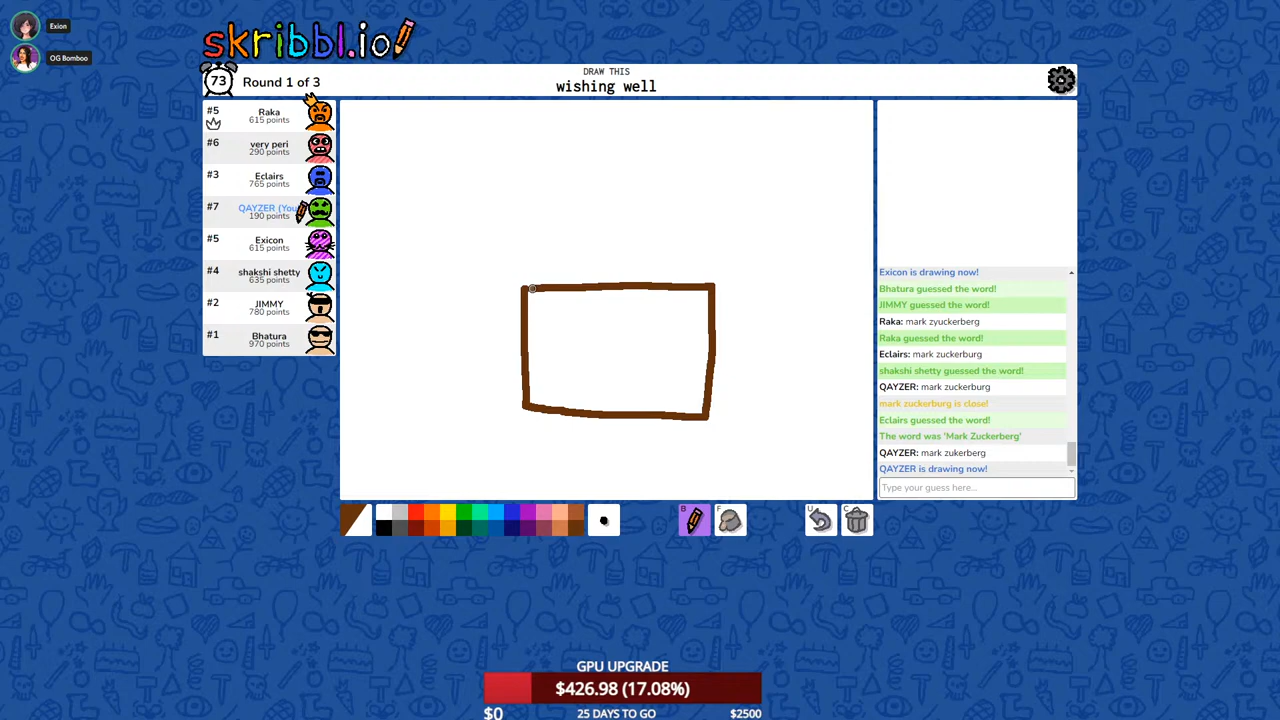 Exion
OG Bomboo
skribbl.io
73
Round 1 of 3
DRAW THIS
wishing well
#5
Raka
615 points
#6
very peri
290 points
#3
Eclairs
765 points
#7
QAYZER (You
190 points
#5
Exicon
615 points
#4
shakshi shetty
635 points
#2
JIMMY
780 points
#1
Bhatura
970 points
Exicon is drawing now!
Bhatura guessed the word!
JIMMY guessed the word!
Raka: mark zyuckerberg
Raka guessed the word!
Eclairs: mark zuckerburg
shakshi shetty guessed the word!
QAYZER: mark zuckerburg
mark zuckerburg is close!
Eclairs guessed the word!
The word was 'Mark Zuckerberg'
QAYZER: mark zukerberg
QAYZER is drawing now!
Type your guess here...
B
F
U
C
GPU UPGRADE
$426.98 (17.08%)
$0
25 DAYS TO GO
$2500